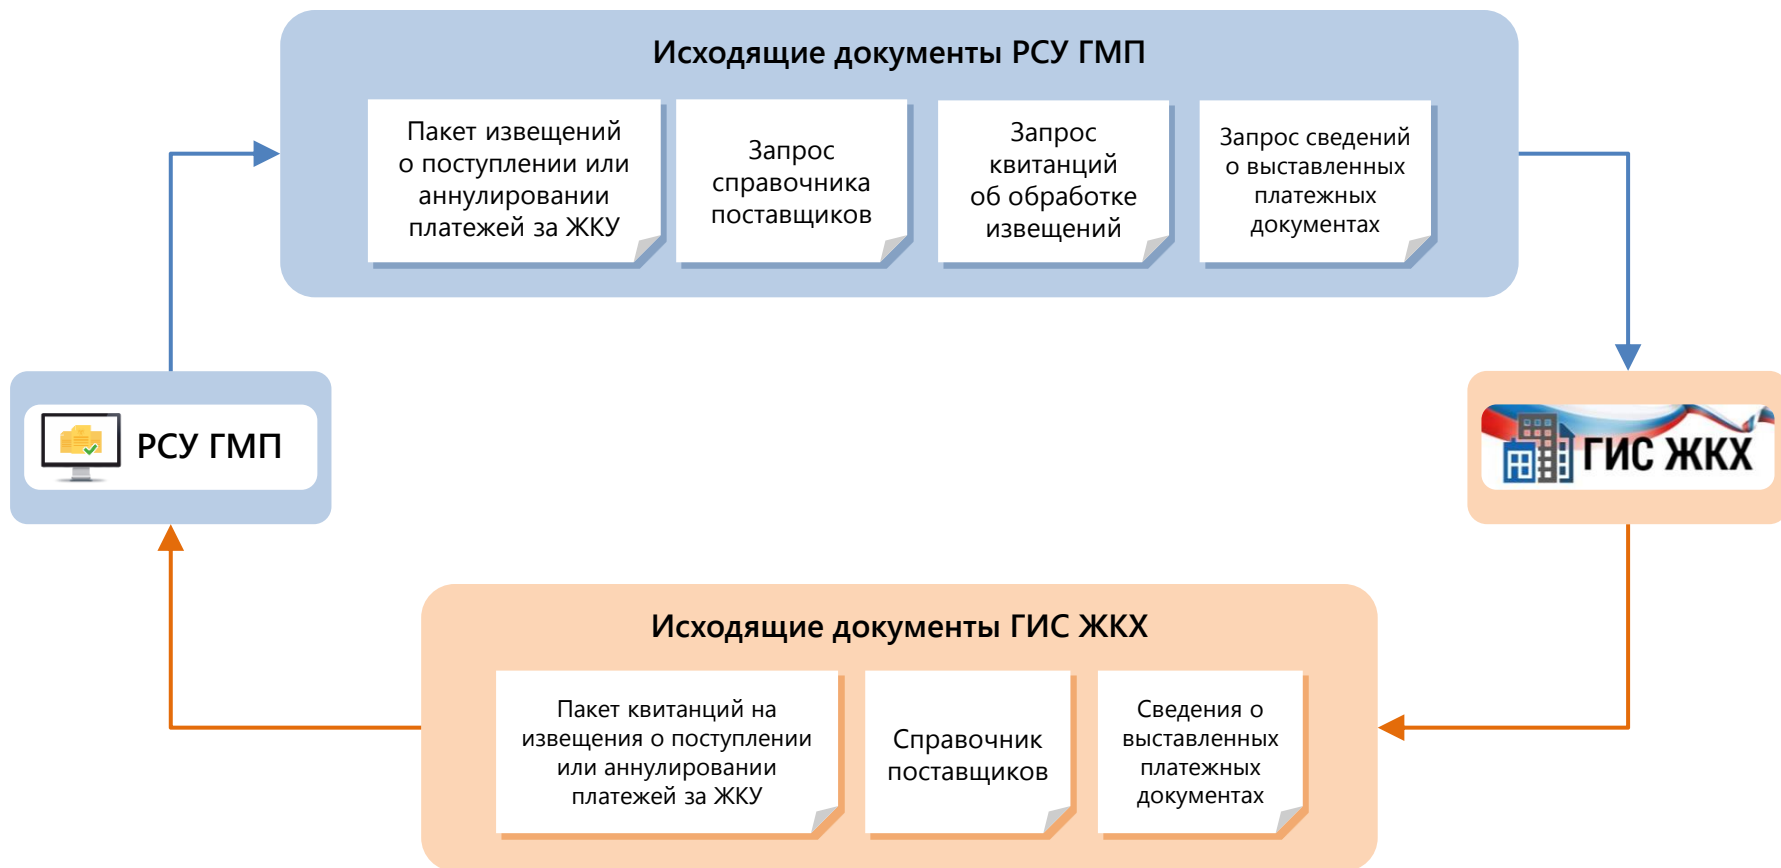 Исходящие документы РСУ ГМП
Пакет извещений
о поступлении или
аннулировании
платежей за ЖКУ
Запрос
справочника
поставщиков
Запрос
квитанций
об обработке
извещений
Запрос сведений
о выставленных
платежных
документах
РСУ ГМП
ГИС ЖКХ
Исходящие документы ГИС ЖКХ
Пакет квитанций на
извещения о поступлении
или аннулировании
платежей за ЖКУ
Справочник
поставщиков
Сведения о
выставленных
платежных
документах